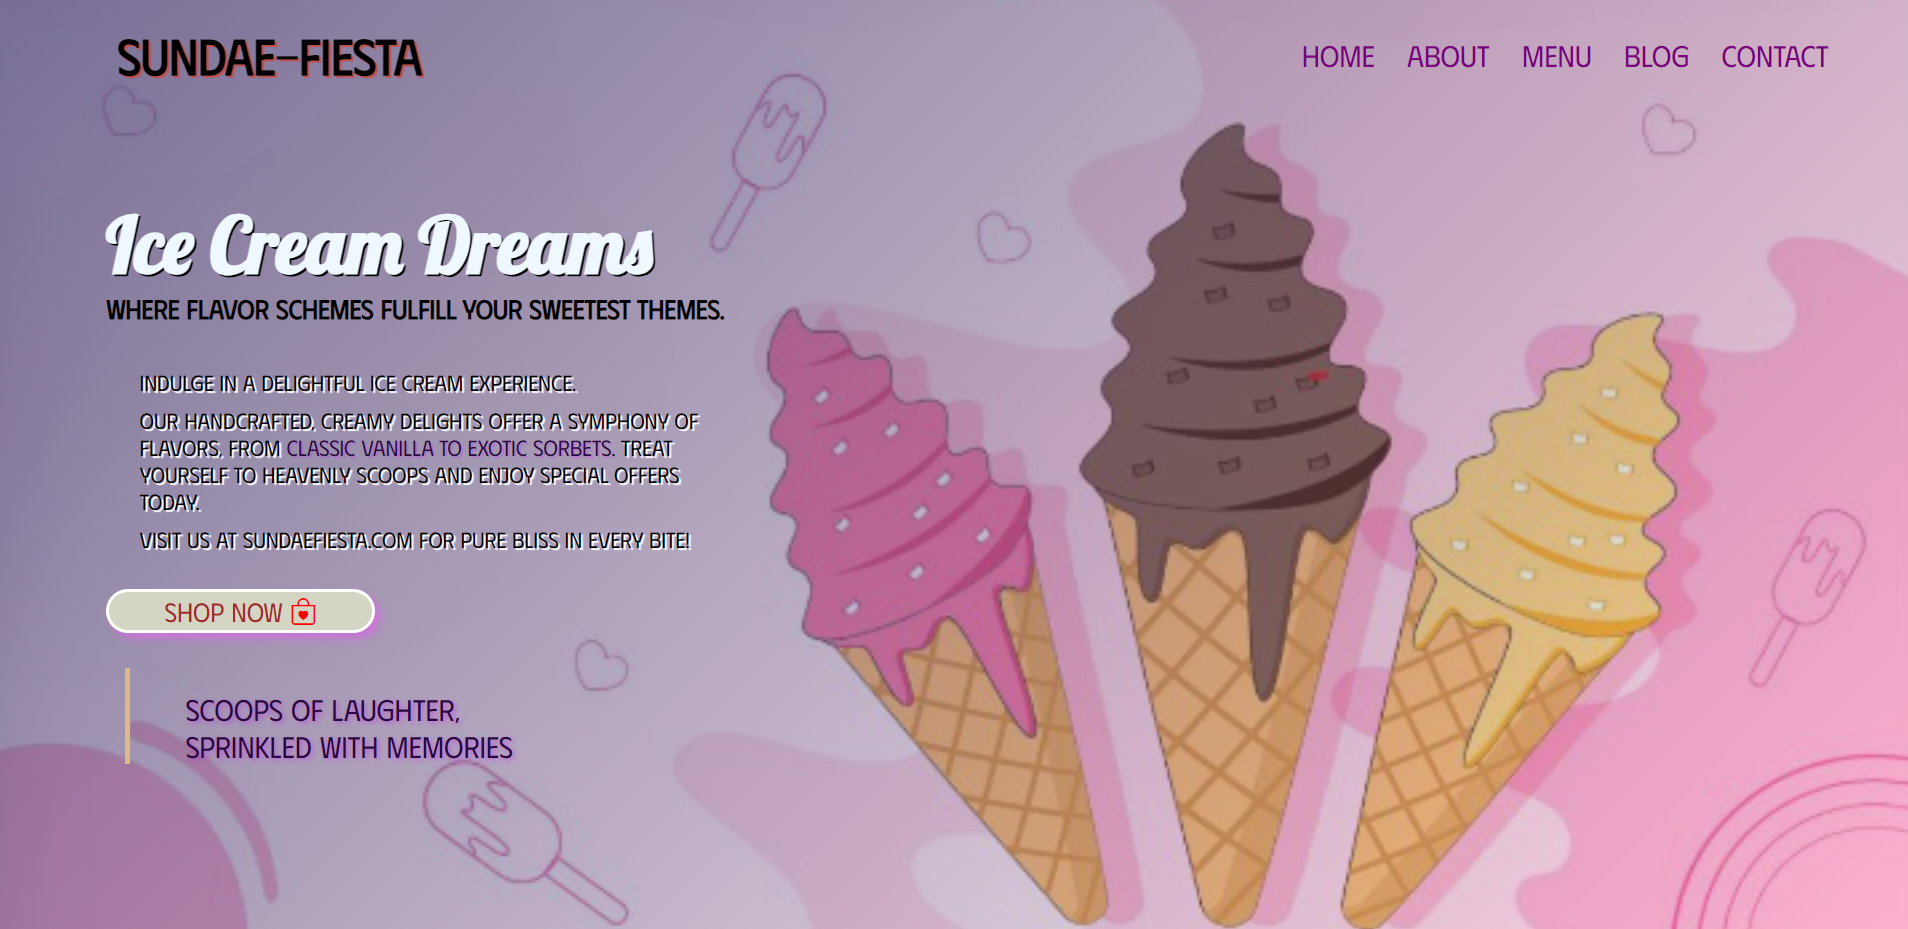 SUNDAE-FIESTA
HOME ABOUT MENU BLOG CONTACT
Ice Cream Dreams
WHERE FLAVOR SCHEMES FULFILL YOUR SWEETEST THEMES.
INDULGE IN A DELIGHTFUL ICE CREAM EXPERIENCE.
OUR HANDCRAFTED, CREAMY DELIGHTS OFFER A SYMPHONY OF
FLAVORS, FROM CLASSIC VANILLA TO EXOTIC SORBETS. TREAT
YOURSELF TO HEAVENLY SCOOPS AND ENJOY SPECIAL OFFERS
TODAY.
VISIT US AT SUNDAEFIESTA.COM FOR PURE BLISS IN EVERY BITE!
SHOP NOW
SCOOPS OF LAUGHTER,
SPRINKLED WITH MEMORIES